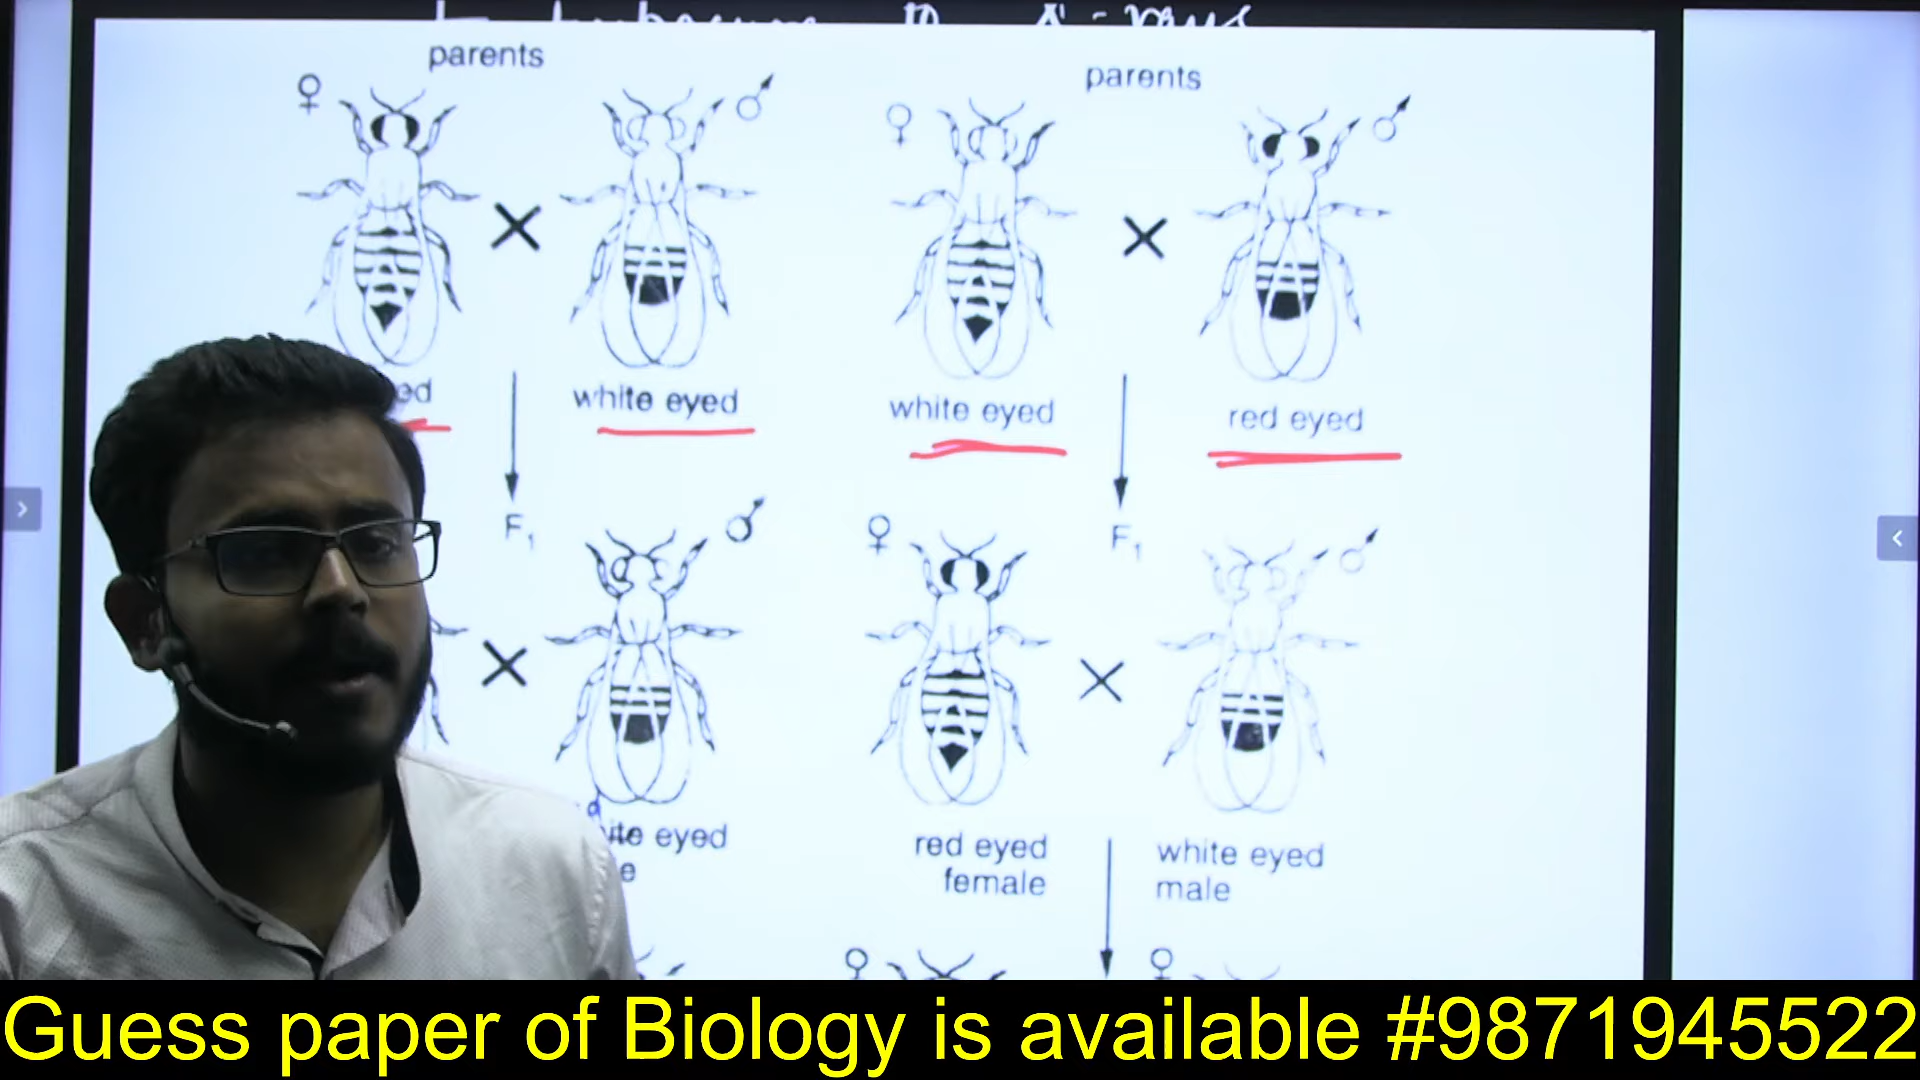 parents
parents
white eyed
white eyed
red eyed
F1
F1
eyed
red eyed
female
white eyed
male
Guess paper of Biology is available #9871945522